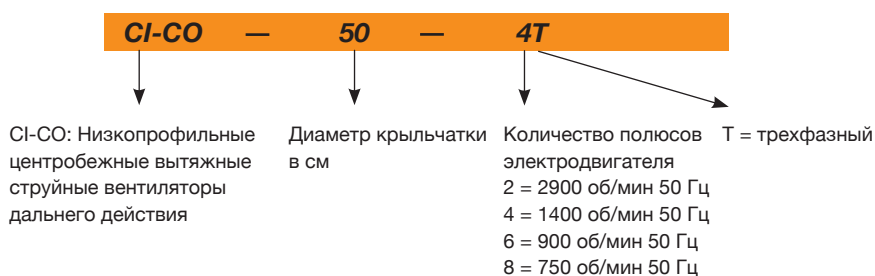 CI-CO — 50 — 4T
CI-CO: Низкопрофильные
центробежные вытяжные
струйные вентиляторы
дальнего действия
Диаметр крыльчатки
в см
Количество полюсов
электродвигателя
2 = 2900 об/мин 50 Гц
4 = 1400 об/мин 50 Гц
6 = 900 об/мин 50 Гц
8 = 750 об/мин 50 Гц
T = трехфазный